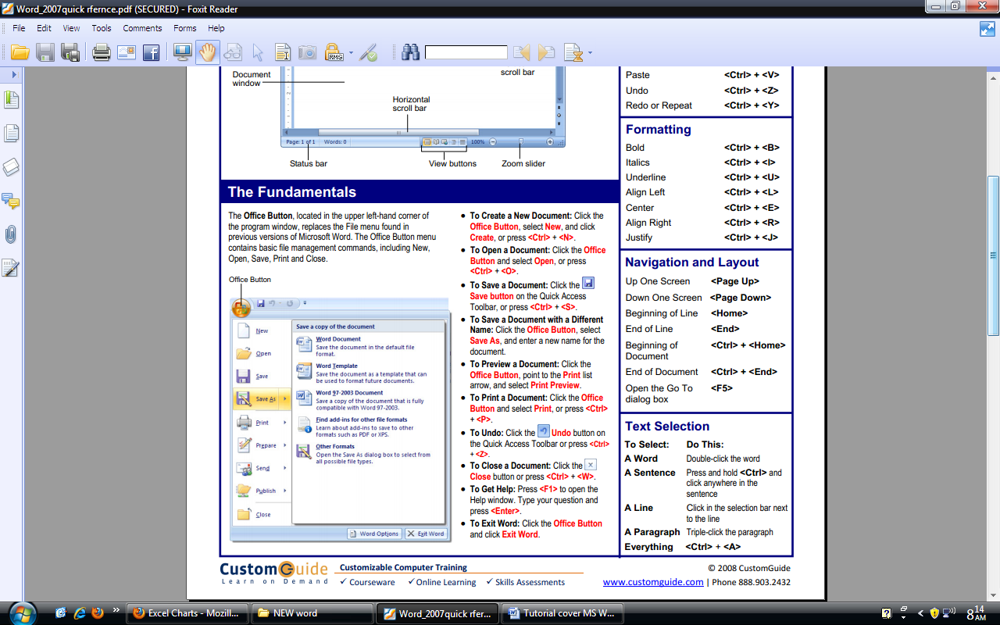 Word_2007quick rfernce.pdf (SECURED) - Foxit Reader
File Edit View Tools Comments Forms Help
RMS
Document
window
scroll bar
Horizontal
scroll bar
Page: 1 of 1 Words: 0 100%
Status bar View buttons Zoom slider
The Fundamentals
The Office Button, located in the upper left-hand corner of
the program window, replaces the File menu found in
previous versions of Microsoft Word. The Office Button menu
contains basic file management commands, including New,
Open, Save, Print and Close.
Office Button
New
Open
Save
Save As
Print
Prepare
Send
Publish
Close
Save a copy of the document
Word Document
Save the document in the default file
format.
Word Template
Save the document as a template that can
be used to format future documents.
Word 97-2003 Document
Save a copy of the document that is fully
compatible with Word 97-2003.
Find add-ins for other file formats
Learn about add-ins to save to other
formats such as PDF or XPS.
Other Formats
Open the Save As dialog box to select from
all possible file types.
Word Options Exit Word
• To Create a New Document: Click the
Office Button, select New, and click
Create, or press <Ctrl> + <N>.
• To Open a Document: Click the Office
Button and select Open, or press
<Ctrl> + <O>.
• To Save a Document: Click the
Save button on the Quick Access
Toolbar, or press <Ctrl> + <S>.
• To Save a Document with a Different
Name: Click the Office Button, select
Save As, and enter a new name for the
document.
• To Preview a Document: Click the
Office Button, point to the Print list
arrow, and select Print Preview.
• To Print a Document: Click the Office
Button and select Print, or press <Ctrl>
+ <P>.
• To Undo: Click the Undo button on
the Quick Access Toolbar or press <Ctrl>
+ <Z>.
• To Close a Document: Click the
Close button or press <Ctrl> + <W>.
• To Get Help: Press <F1> to open the
Help window. Type your question and
press <Enter>.
• To Exit Word: Click the Office Button
and click Exit Word.
Paste <Ctrl> + <V>
Undo <Ctrl> + <Z>
Redo or Repeat <Ctrl> + <Y>
Formatting
Bold <Ctrl> + <B>
Italics <Ctrl> + <I>
Underline <Ctrl> + <U>
Align Left <Ctrl> + <L>
Center <Ctrl> + <E>
Align Right <Ctrl> + <R>
Justify <Ctrl> + <J>
Navigation and Layout
Up One Screen <Page Up>
Down One Screen <Page Down>
Beginning of Line <Home>
End of Line <End>
Beginning of <Ctrl> + <Home>
Document
End of Document <Ctrl> + <End>
Open the Go To <F5>
dialog box
Text Selection
To Select: Do This:
A Word Double-click the word
A Sentence Press and hold <Ctrl> and
click anywhere in the
sentence
A Line Click in the selection bar next
to the line
A Paragraph Triple-click the paragraph
Everything <Ctrl> + <A>
CustomGuide
Learn on Demand
Customizable Computer Training
✓ Courseware ✓ Online Learning ✓ Skills Assessments
© 2008 CustomGuide
www.customguide.com | Phone 888.903.2432
Excel Charts - Mozill... NEW word Word_2007quick rfer... Tutorial cover MS W...
8:14 AM